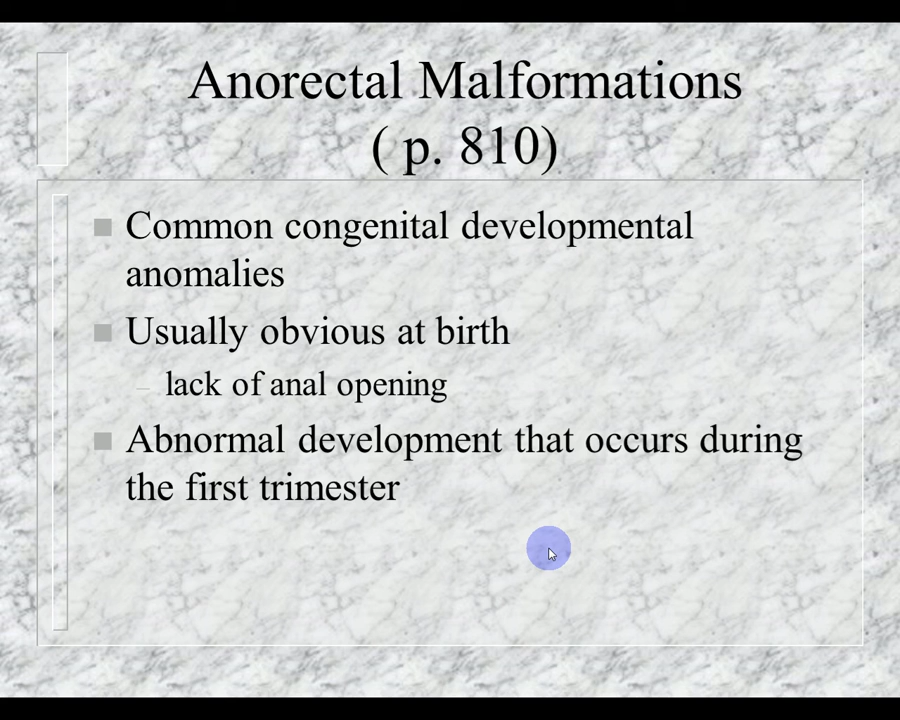 Anorectal Malformations
( p. 810)
Common congenital developmental
anomalies
Usually obvious at birth
– lack of anal opening
Abnormal development that occurs during
the first trimester